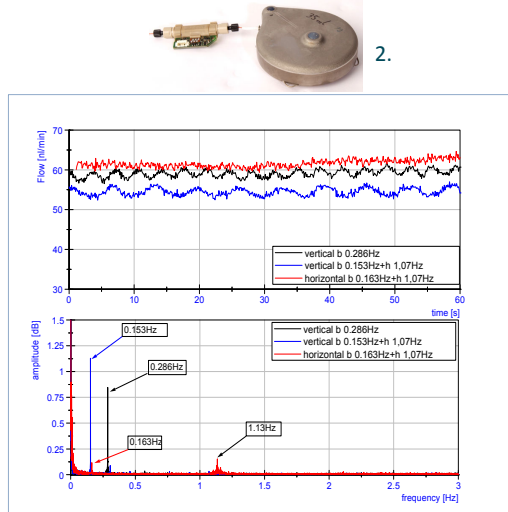 2.
Flow [nl/min]
70
60
50
40
30
0
10
20
30
40
50
60
time [s]
vertical b 0.286Hz
vertical b 0.153Hz+h 1,07Hz
horizontal b 0.163Hz+h 1,07Hz
amplitude [dB]
1.5
1.25
1
0.75
0.5
0.25
0
0
0.5
1
1.5
2
2.5
3
frequency [Hz]
vertical b 0.286Hz
vertical b 0.153Hz+h 1,07Hz
horizontal b 0.163Hz+h 1,07Hz
0.153Hz
0.286Hz
0.163Hz
1.13Hz